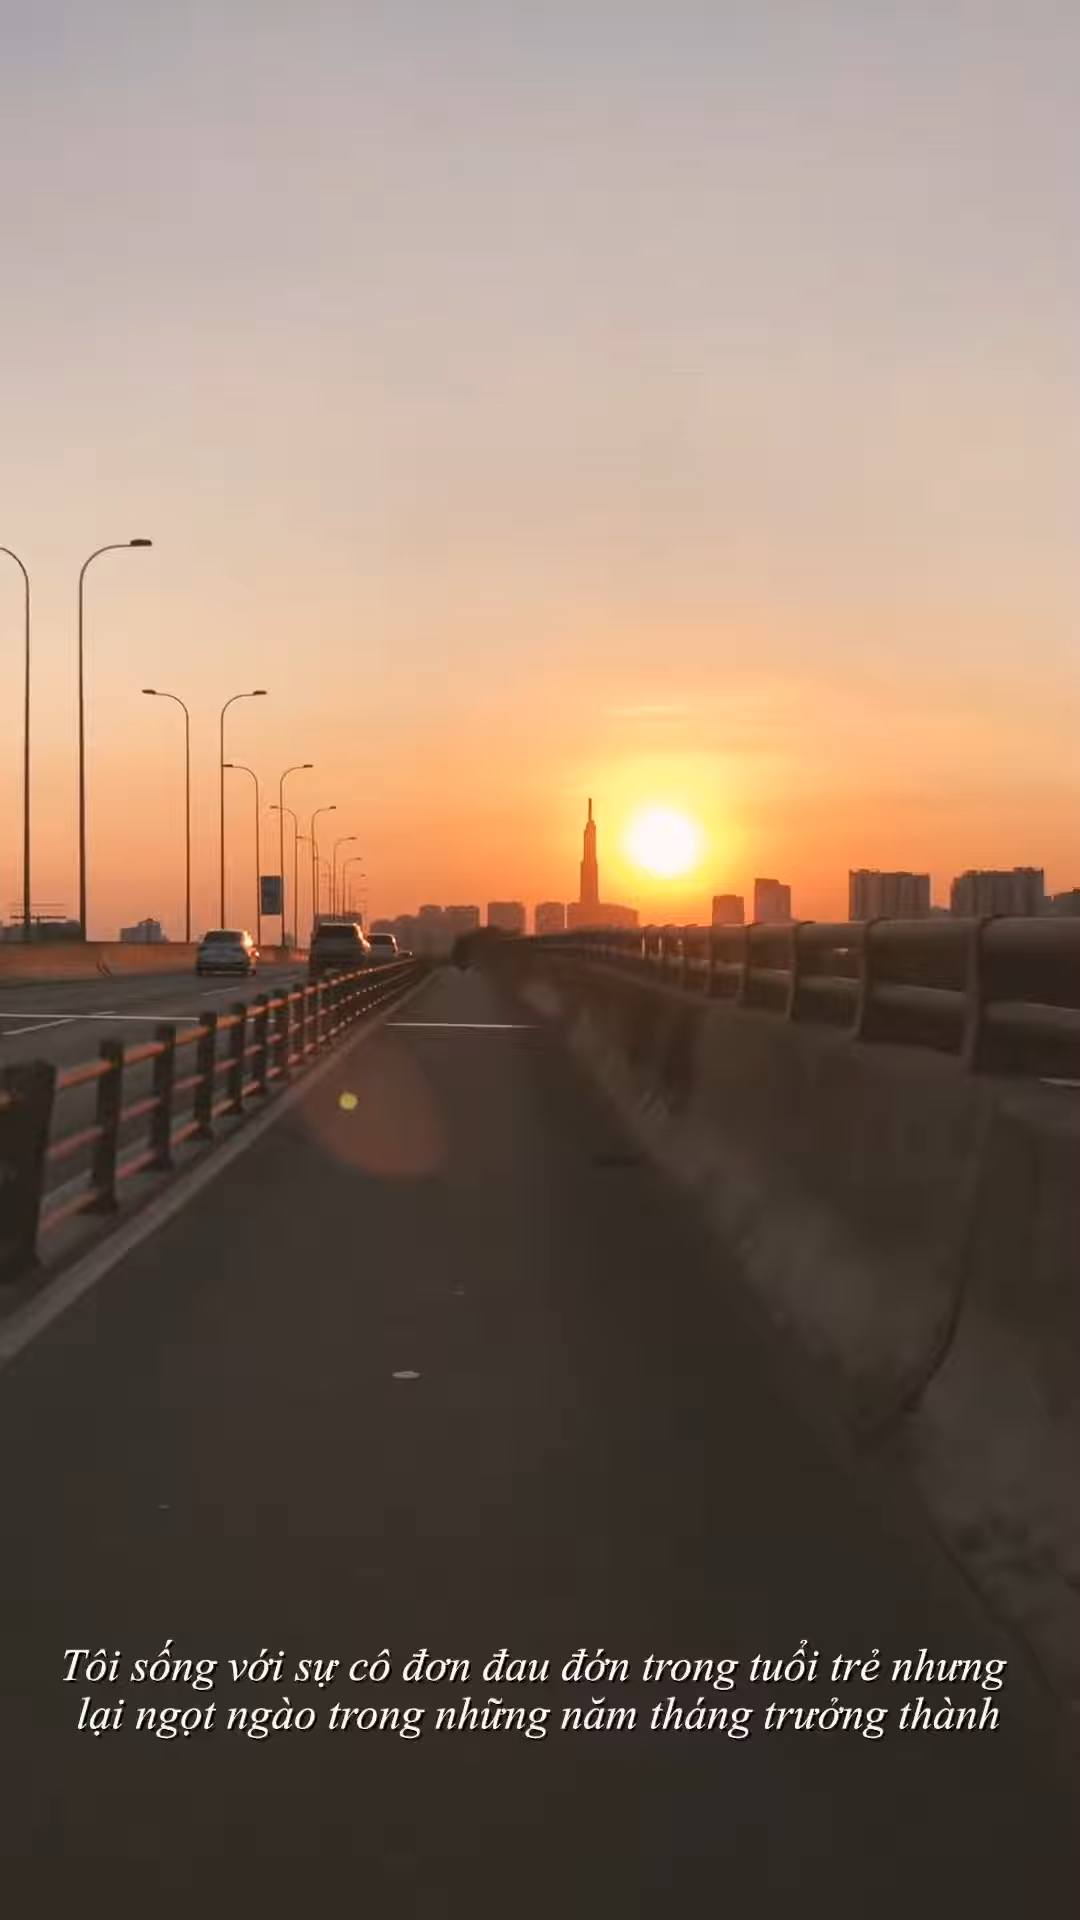 Tôi sống với sự cô đơn đau đớn trong tuổi trẻ nhưng
lại ngọt ngào trong những năm tháng trưởng thành